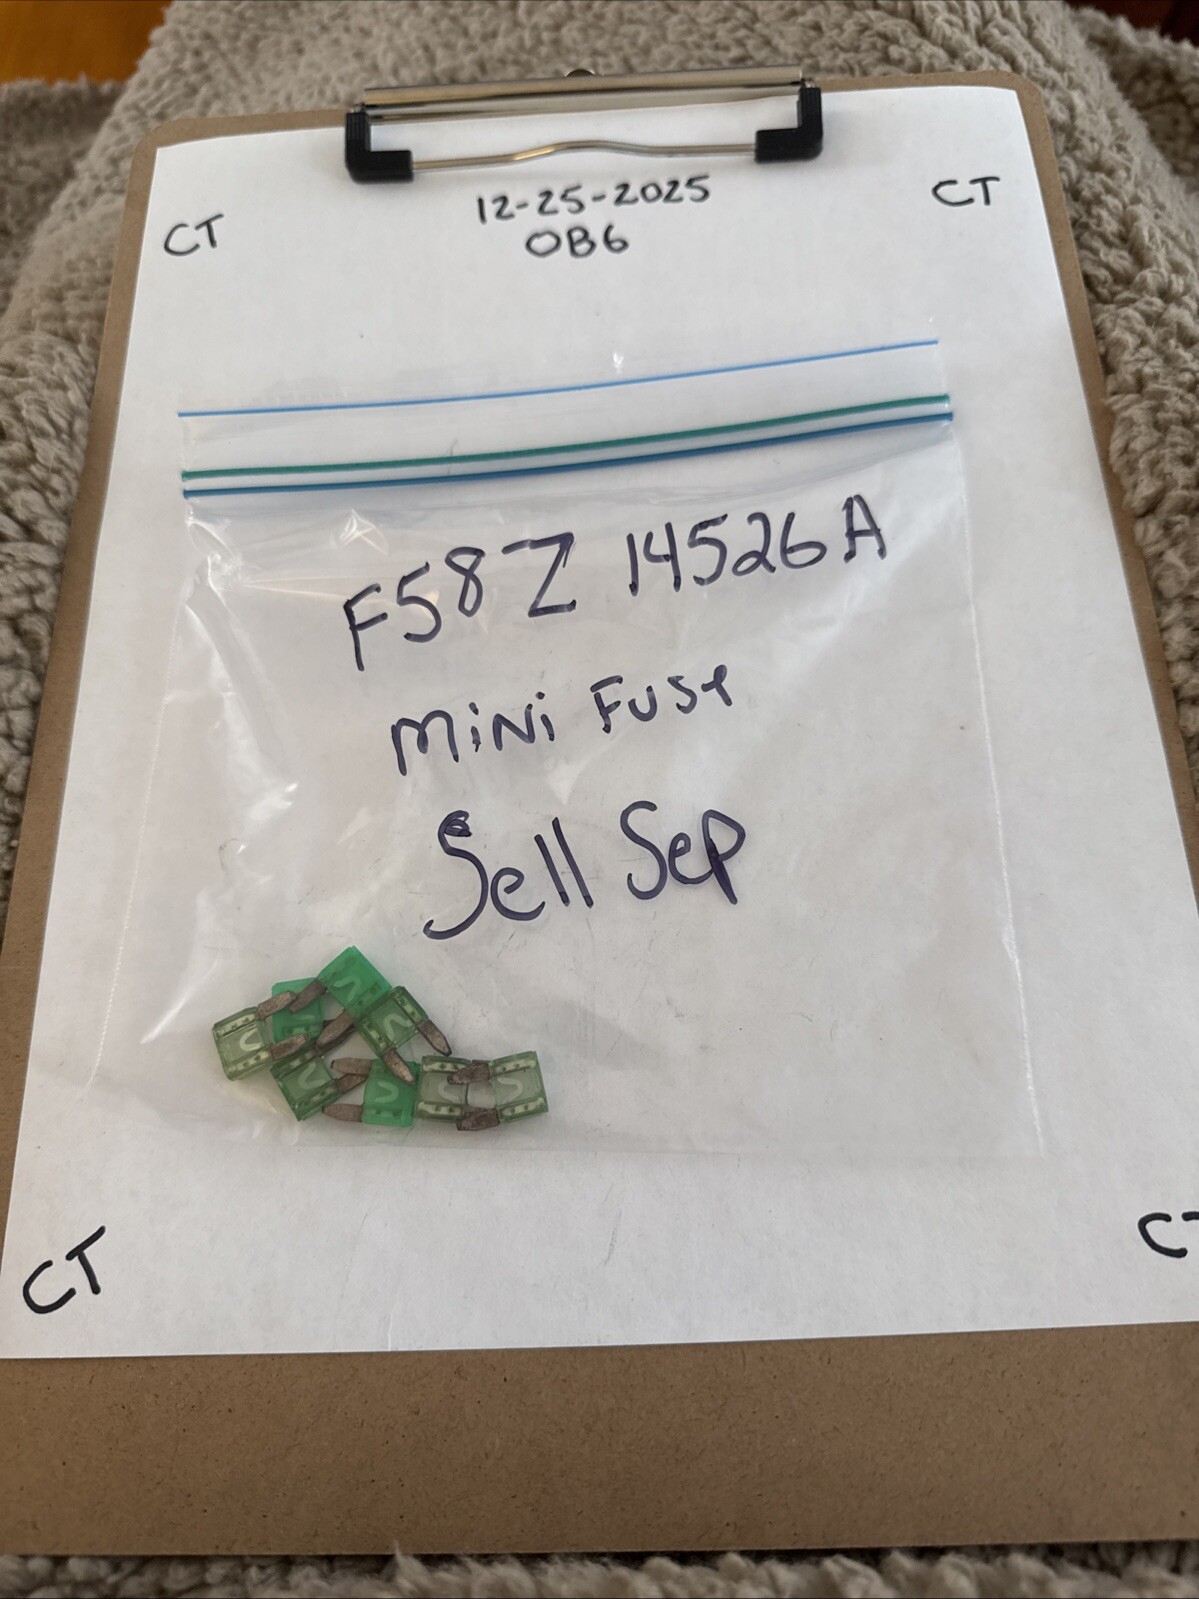 12-25-2025
CT
CT
OB6
F58Z 14526A
MiNi FUSe
Sell Sep
CT
CT